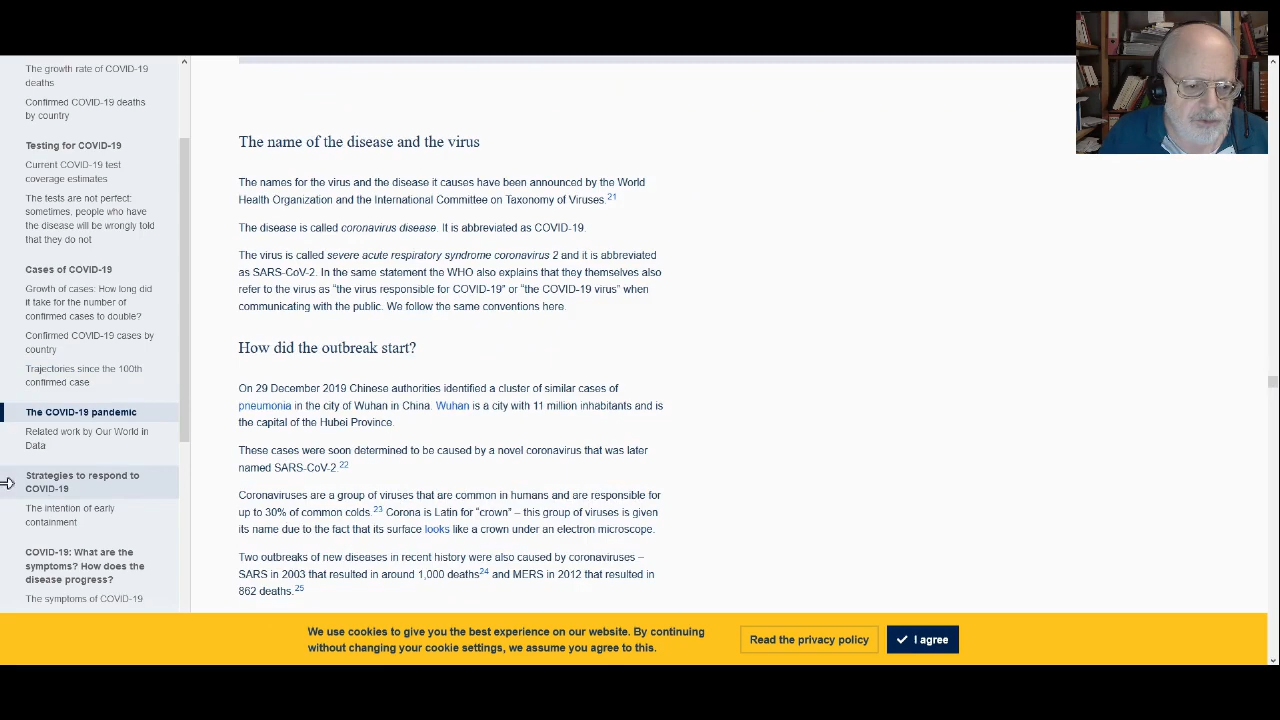 The growth rate of COVID-19
deaths
Confirmed COVID-19 deaths
by country
Testing for COVID-19
Current COVID-19 test
coverage estimates
The tests are not perfect:
sometimes, people who have
the disease will be wrongly told
that they do not
Cases of COVID-19
Growth of cases: How long did
it take for the number of
confirmed cases to double?
Confirmed COVID-19 cases by
country
Trajectories since the 100th
confirmed case
The COVID-19 pandemic
Related work by Our World in
Data
Strategies to respond to
COVID-19
The intention of early
containment
COVID-19: What are the
symptoms? How does the
disease progress?
The symptoms of COVID-19
The name of the disease and the virus
The names for the virus and the disease it causes have been announced by the World
Health Organization and the International Committee on Taxonomy of Viruses.21
The disease is called coronavirus disease. It is abbreviated as COVID-19.
The virus is called severe acute respiratory syndrome coronavirus 2 and it is abbreviated
as SARS-CoV-2. In the same statement the WHO also explains that they themselves also
refer to the virus as “the virus responsible for COVID-19” or “the COVID-19 virus” when
communicating with the public. We follow the same conventions here.
How did the outbreak start?
On 29 December 2019 Chinese authorities identified a cluster of similar cases of
pneumonia in the city of Wuhan in China. Wuhan is a city with 11 million inhabitants and is
the capital of the Hubei Province.
These cases were soon determined to be caused by a novel coronavirus that was later
named SARS-CoV-2.22
Coronaviruses are a group of viruses that are common in humans and are responsible for
up to 30% of common colds.23 Corona is Latin for “crown” – this group of viruses is given
its name due to the fact that its surface looks like a crown under an electron microscope.
Two outbreaks of new diseases in recent history were also caused by coronaviruses –
SARS in 2003 that resulted in around 1,000 deaths24 and MERS in 2012 that resulted in
862 deaths.25
We use cookies to give you the best experience on our website. By continuing
without changing your cookie settings, we assume you agree to this.
Read the privacy policy
I agree